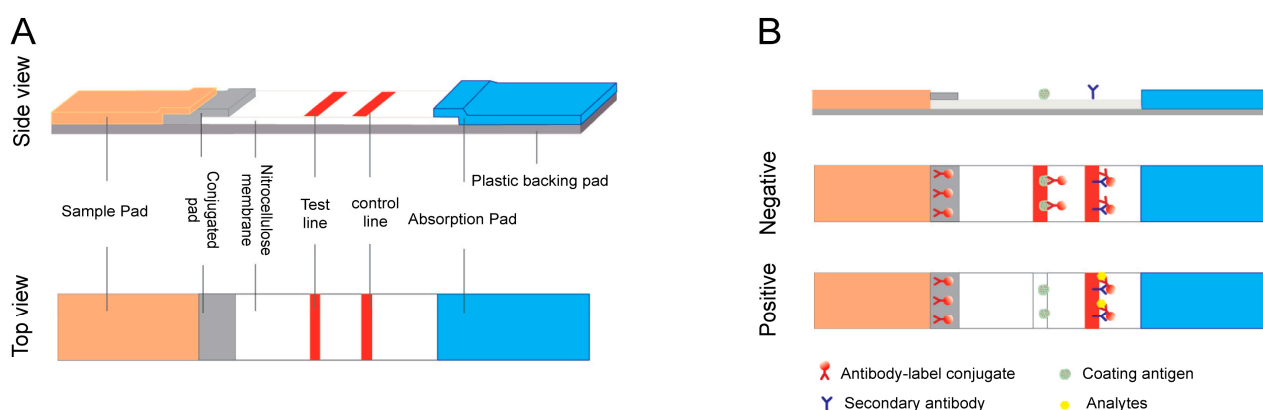 A
Side view
Sample Pad
Conjugated
pad
Nitrocellulose
membrane
Test
line
control
line
Absorption Pad
Plastic backing pad
Top view
B
Negative
Positive
Antibody-label conjugate
Coating antigen
Secondary antibody
Analytes